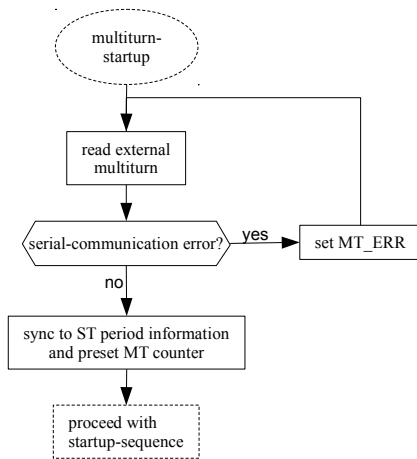 multiturn-
startup
read external
multiturn
serial-communication error?
yes
set MT_ERR
no
sync to ST period information
and preset MT counter
proceed with
startup-sequence